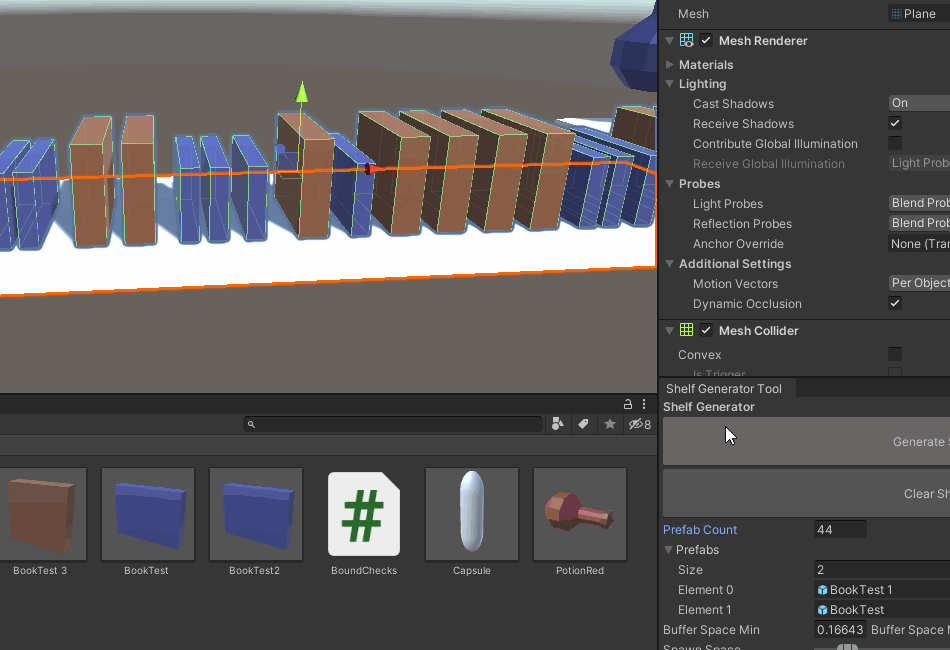 Mesh Plane
Mesh Renderer
Materials
Lighting
Cast Shadows On
Receive Shadows
Contribute Global Illumination
Receive Global Illumination Light Prob
Probes
Light Probes Blend Prob
Reflection Probes Blend Prob
Anchor Override None (Tran
Additional Settings
Motion Vectors Per Object
Dynamic Occlusion
Mesh Collider
Convex
Is Trigger
Shelf Generator Tool
Shelf Generator
Generate S
Clear Sh
Prefab Count 44
Prefabs
Size 2
Element 0 BookTest 1
Element 1 BookTest
Buffer Space Min 0.16643 Buffer Space M
Spawn Space
8
BookTest 3
BookTest
BookTest2
#
BoundChecks
Capsule
PotionRed